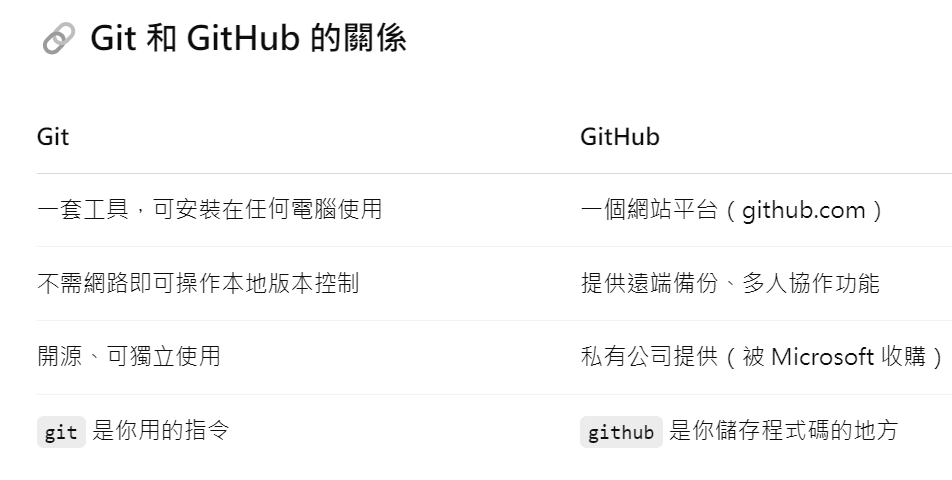 Git 和 GitHub 的關係
Git GitHub
一套工具，可安裝在任何電腦使用 一個網站平台（github.com）
不需網路即可操作本地版本控制 提供遠端備份、多人協作功能
開源、可獨立使用 私有公司提供（被 Microsoft 收購）
git 是你用的指令 github 是你儲存程式碼的地方